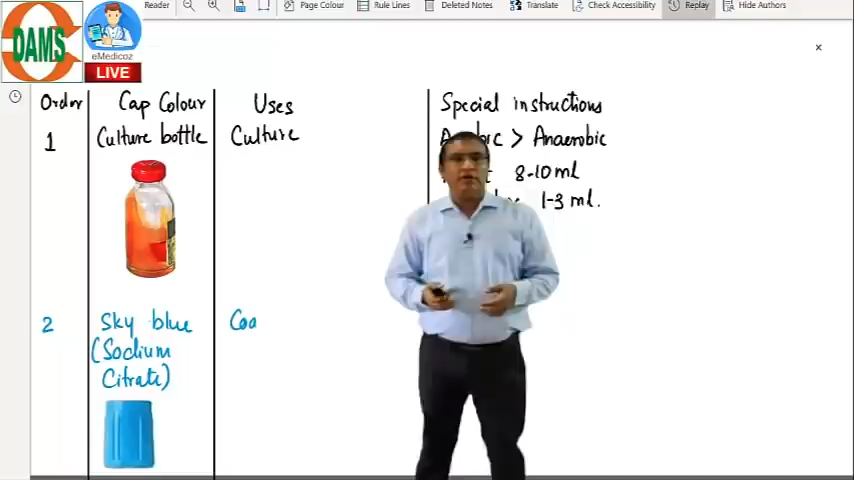 Reader
Page Colour
Rule Lines
Deleted Notes
Translate
Check Accessibility
Replay
Hide Authors
DAMS
eMedicoz
LIVE
Order
Cap Colour
Uses
Special instructions
1
Culture bottle
Culture
> Anaerobic
8-10 ml
1-3 ml.
2
Sky blue
(Sodium
Citrate)
Coa